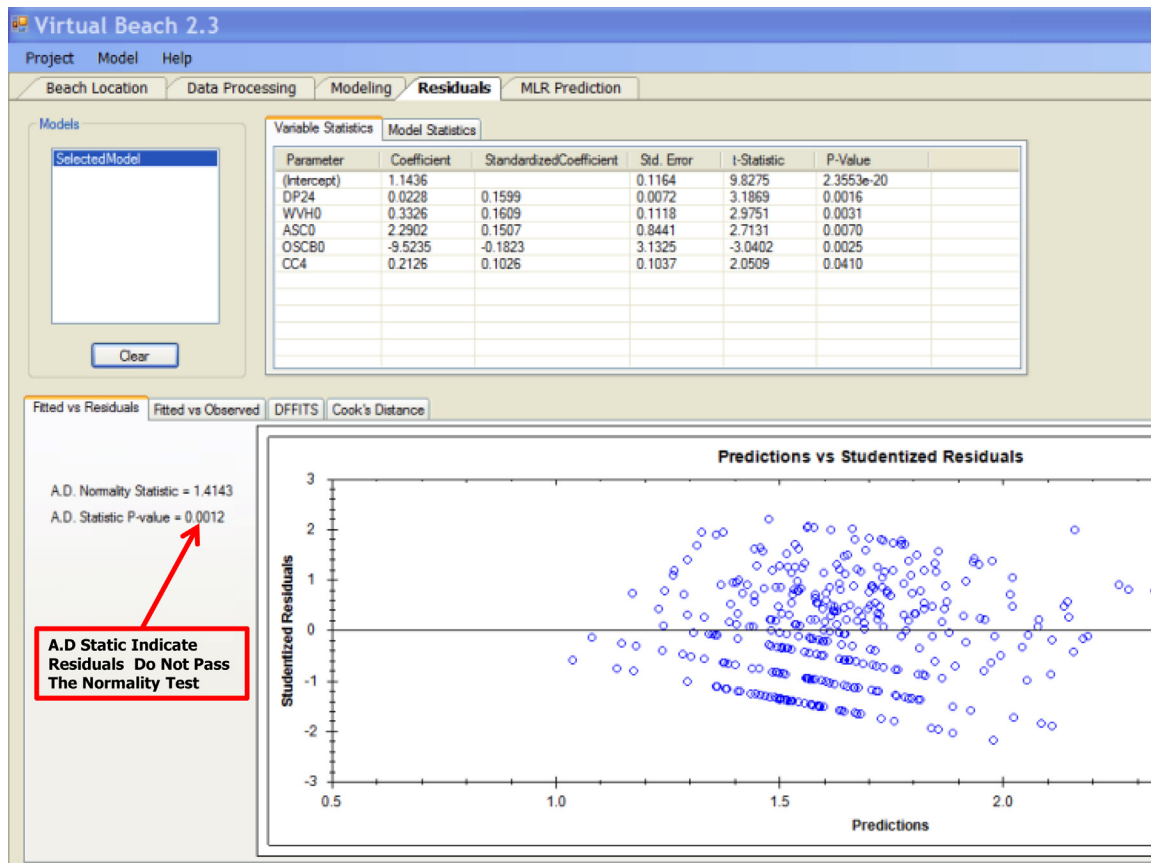 Virtual Beach 2.3
Project Model Help
Beach Location Data Processing Modeling Residuals MLR Prediction
Models
SelectedModel
Clear
Variable Statistics Model Statistics
Parameter Coefficient StandardizedCoefficient Std. Error t-Statistic P-Value
(Intercept) 1.1436 0.1164 9.8275 2.3553e-20
DP24 0.0228 0.1599 0.0072 3.1869 0.0016
WVH0 0.3326 0.1609 0.1118 2.9751 0.0031
ASC0 2.2902 0.1507 0.8441 2.7131 0.0070
OSCB0 -9.5235 -0.1823 3.1325 -3.0402 0.0025
CC4 0.2126 0.1026 0.1037 2.0509 0.0410
Fitted vs Residuals Fitted vs Observed DFFITS Cook's Distance
A.D. Normality Statistic = 1.4143
A.D. Statistic P-value = 0.0012
A.D Static Indicate
Residuals Do Not Pass
The Normality Test
Predictions vs Studentized Residuals
Studentized Residuals
3
2
1
0
-1
-2
-3
0.5 1.0 1.5 2.0
Predictions